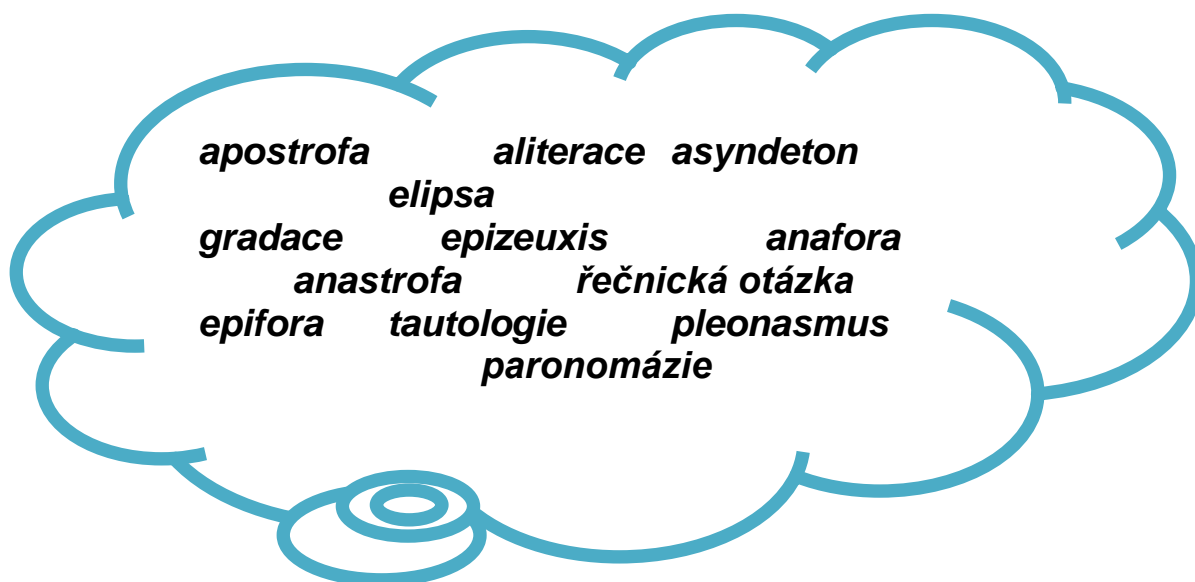 apostrofa aliterace asyndeton
elipsa
gradace epizeuxis anafora
anastrofa řečnická otázka
epifora tautologie pleonasmus
paronomázie